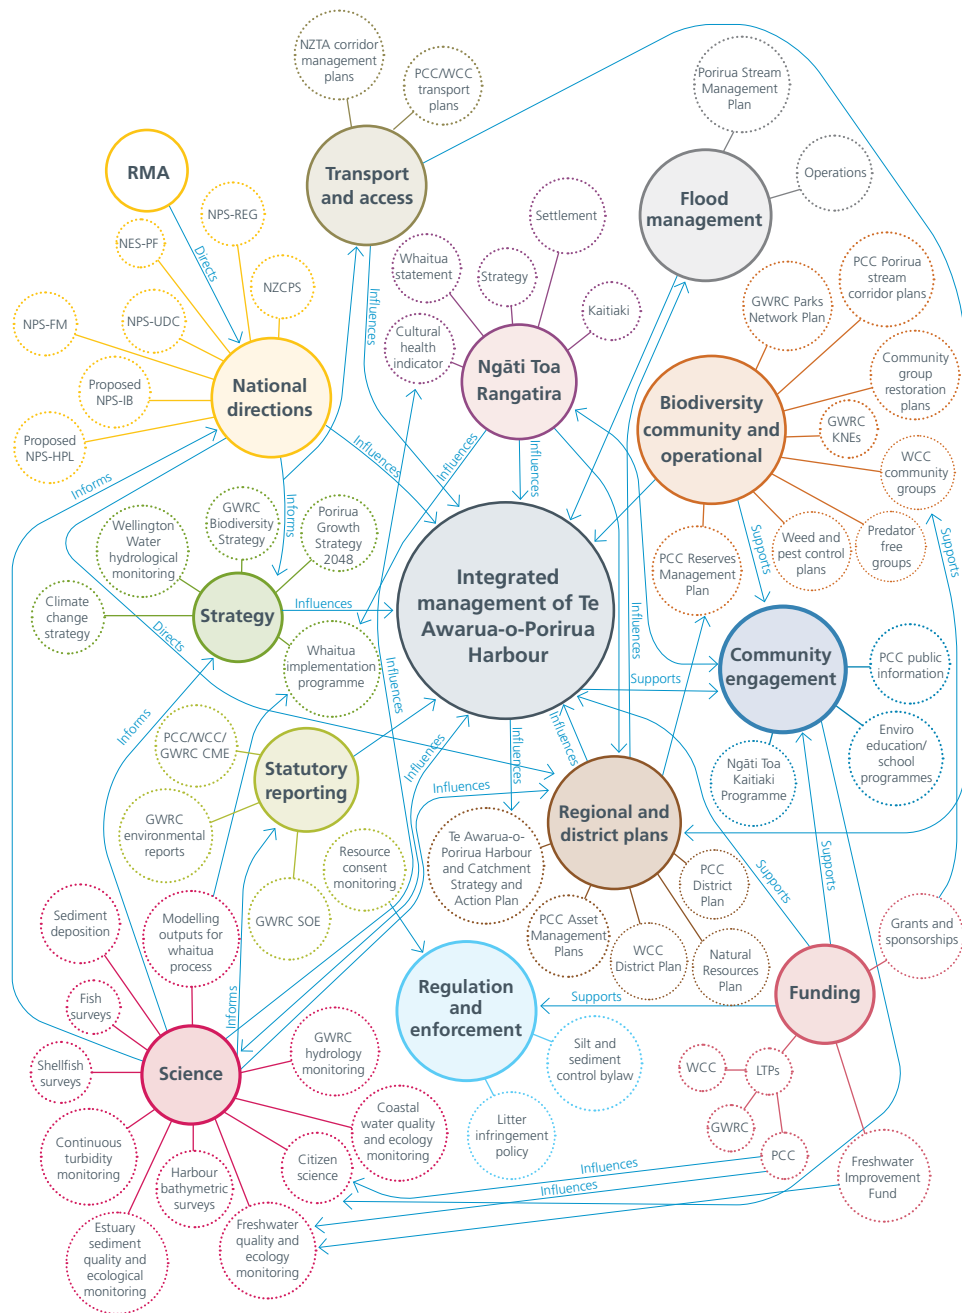 NZTA corridor
management
plans
PCC/WCC
transport
plans
Transport
and access
Porirua Stream
Management
Plan
Operations
Flood
management
RMA
Directs
NPS-REG
NES-PF
NZCPS
NPS-FM
NPS-UDC
Proposed
NPS-IB
Proposed
NPS-HPL
National
directions
Influences
Settlement
Whaitua
statement
Strategy
Kaitiaki
Cultural
health
indicator
Ngāti Toa
Rangatira
PCC Porirua
stream
corridor plans
GWRC Parks
Network Plan
Community
group
restoration
plans
GWRC
KNEs
WCC
community
groups
Biodiversity
community and
operational
Predator
free
groups
Weed and
pest control
plans
PCC Reserves
Management
Plan
Supports
Supports
Influences
Influences
Influences
Informs
Informs
GWRC
Biodiversity
Strategy
Porirua
Growth
Strategy
2048
Wellington
Water
hydrological
monitoring
Climate
change
strategy
Strategy
Influences
Whaitua
implementation
programme
Integrated
management of Te
Awarua-o-Porirua
Harbour
Influences
Community
engagement
PCC public
information
Enviro
education/
school
programmes
Ngāti Toa
Kaitiaki
Programme
Supports
Directs
Informs
Influences
Influences
Influences
Influences
Influences
PCC/WCC/
GWRC CME
Statutory
reporting
GWRC
environmental
reports
GWRC SOE
Resource
consent
monitoring
Te Awarua-o-
Porirua Harbour
and Catchment
Strategy and
Action Plan
Regional and
district plans
PCC
District
Plan
PCC Asset
Management
Plans
WCC
District Plan
Natural
Resources
Plan
Supports
Supports
Grants and
sponsorships
Funding
Sediment
deposition
Modelling
outputs for
whaitua
process
Informs
Fish
surveys
Shellfish
surveys
Science
GWRC
hydrology
monitoring
Coastal
water quality
and ecology
monitoring
Continuous
turbidity
monitoring
Harbour
bathymetric
surveys
Citizen
science
Estuary
sediment
quality and
ecological
monitoring
Freshwater
quality and
ecology
monitoring
Regulation
and
enforcement
Supports
Silt and
sediment
control bylaw
Litter
infringement
policy
WCC
LTPs
GWRC
PCC
Freshwater
Improvement
Fund
Influences
Influences